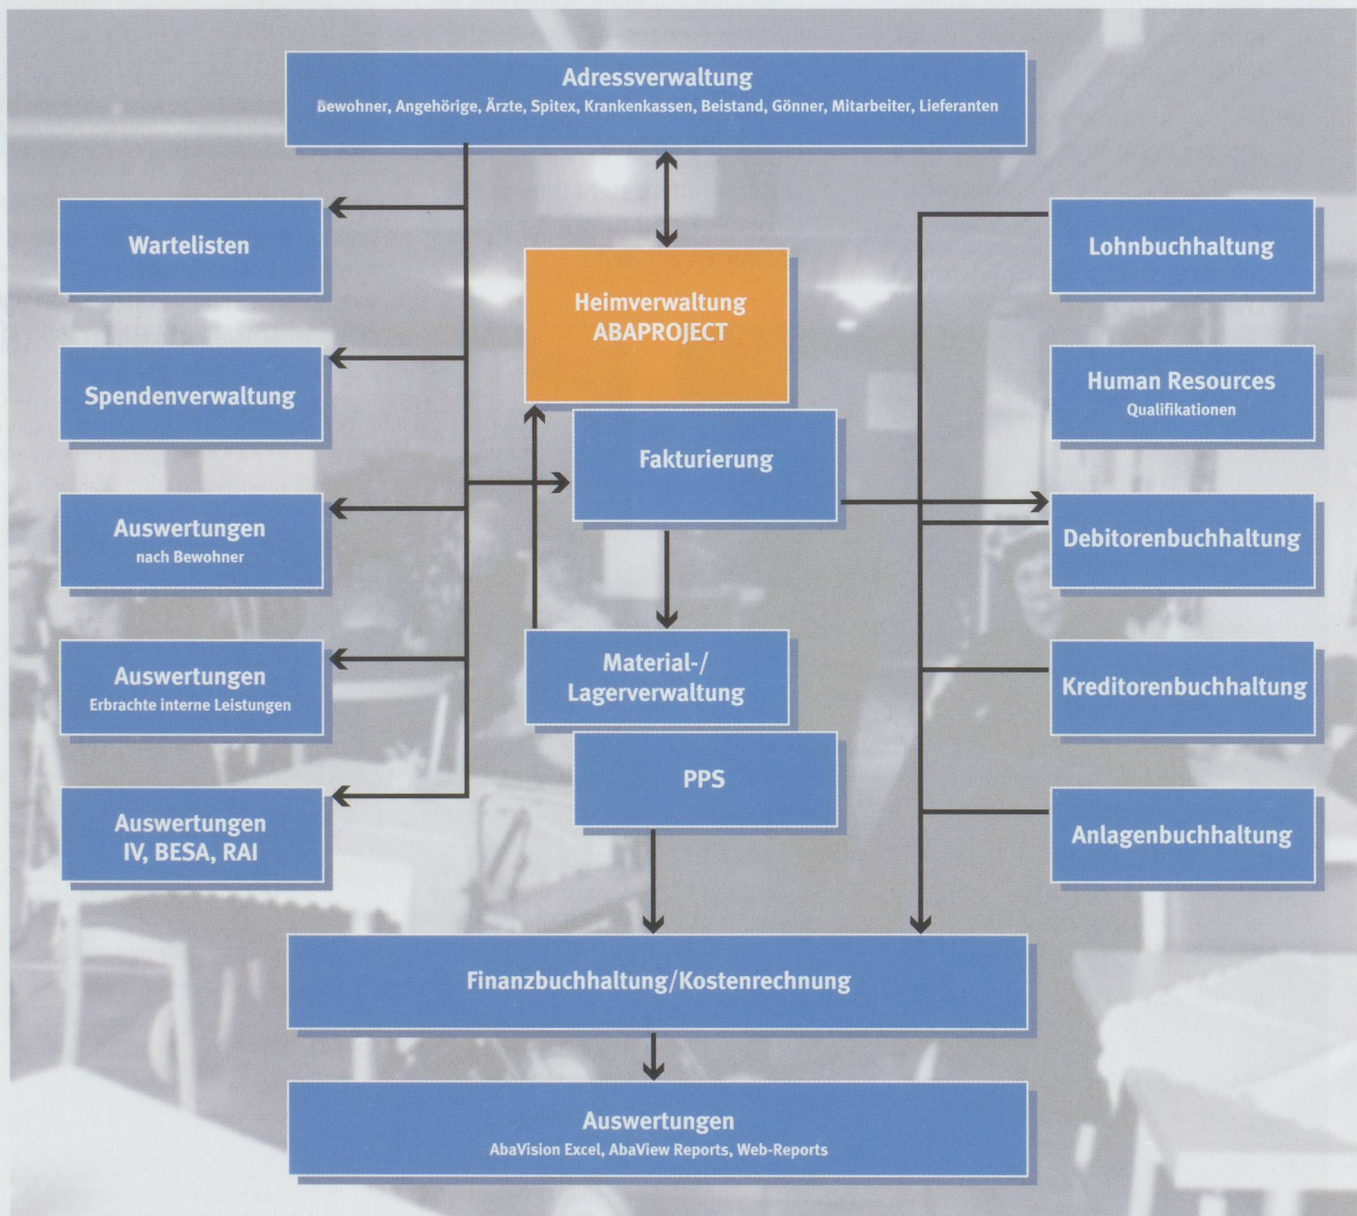 Adressverwaltung
Bewohner, Angehörige, Ärzte, Spitex, Krankenkassen, Beistand, Gönner, Mitarbeiter, Lieferanten
Wartelisten
Spendenverwaltung
Auswertungen
nach Bewohner
Auswertungen
Erbrachte interne Leistungen
Auswertungen
IV, BESA, RAI
Heimverwaltung
ABAPROJECT
Fakturierung
Material-/
Lagerverwaltung
PPS
Lohnbuchhaltung
Human Resources
Qualifikationen
Debitorenbuchhaltung
Kreditorenbuchhaltung
Anlagenbuchhaltung
Finanzbuchhaltung/Kostenrechnung
Auswertungen
AbaVision Excel, AbaView Reports, Web-Reports